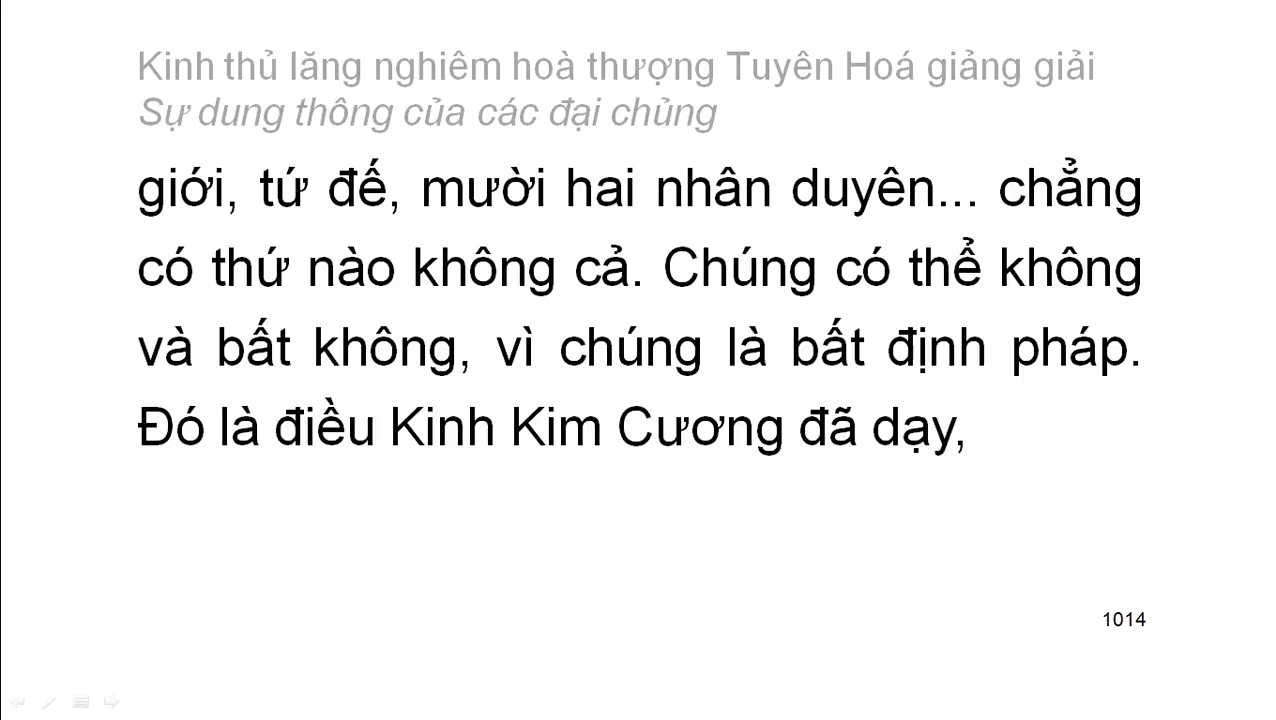 Kinh thủ lăng nghiêm hoà thượng Tuyên Hoá giảng giải
Sự dung thông của các đại chủng
giới, tứ đế, mười hai nhân duyên... chẳng
có thứ nào không cả. Chúng có thể không
và bất không, vì chúng là bất định pháp.
Đó là điều Kinh Kim Cương đã dạy,
1014